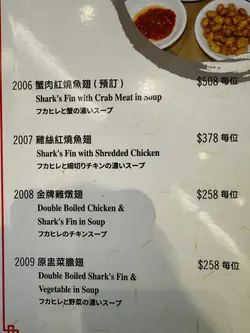 2006 蟹肉紅燒魚翅 ( 預訂 ) $508 每位
Shark's Fin with Crab Meat in Soup
フカヒレと蟹の濃いスープ
2007 雞絲紅燒魚翅 $378 每位
Shark's Fin with Shredded Chicken
フカヒレと細切りチキンの濃いスープ
2008 金牌雞燉翅 $258 每位
Double Boiled Chicken &
Shark's Fin in Soup
フカヒレのチキンスープ
2009 原盅菜膽翅 $258 每位
Double Boiled Shark's Fin &
Vegetable in Soup
フカヒレと野菜の濃いスープ